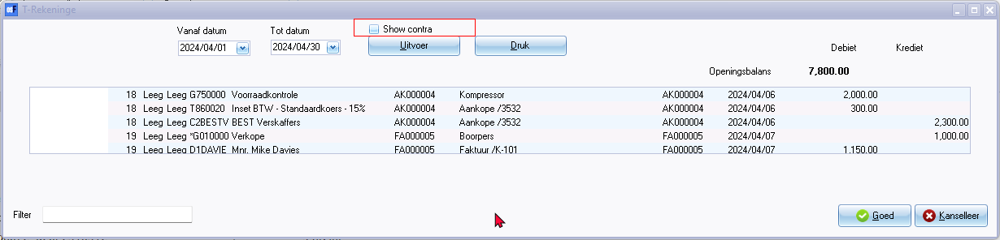 T-Rekeninge
Vanaf datum Tot datum Show contra
2024/04/01 2024/04/30 Uitvoer Druk Debiet Krediet
Openingsbalans 7,800.00
18 Leeg Leeg G750000 Voorraadkontrole AK000004 Kompressor AK000004 2024/04/06 2,000.00
18 Leeg Leeg T860020 Inset BTW - Standaardkoers - 15% AK000004 Aankope /3532 AK000004 2024/04/06 300.00
18 Leeg Leeg C2BESTV BEST Verskaffers AK000004 Aankope /3532 AK000004 2024/04/06 2,300.00
19 Leeg Leeg *G010000 Verkope FA000005 Boorpers FA000005 2024/04/07 1,000.00
19 Leeg Leeg D1DAVIE Mnr. Mike Davies FA000005 Faktuur /K-101 FA000005 2024/04/07 1,150.00
Filter Goed Kanselleer